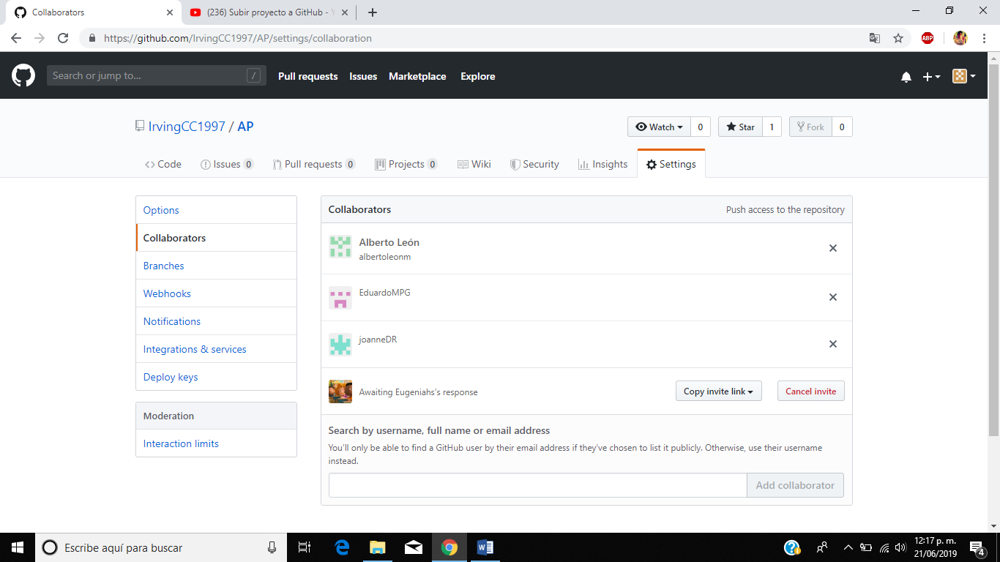 Collaborators
(236) Subir proyecto a GitHub -
https://github.com/IrvingCC1997/AP/settings/collaboration
ABP
Search or jump to...
/
Pull requests
Issues
Marketplace
Explore
IrvingCC1997 / AP
Watch
0
Star
1
Fork
0
Code
Issues 0
Pull requests 0
Projects 0
Wiki
Security
Insights
Settings
Options
Collaborators
Branches
Webhooks
Notifications
Integrations & services
Deploy keys
Moderation
Interaction limits
Collaborators
Push access to the repository
Alberto León
albertoleonm
EduardoMPG
joanneDR
Awaiting Eugeniahs's response
Copy invite link
Cancel invite
Search by username, full name or email address
You'll only be able to find a GitHub user by their email address if they've chosen to list it publicly. Otherwise, use their username
instead.
Add collaborator
Escribe aquí para buscar
12:17 p. m.
21/06/2019
4